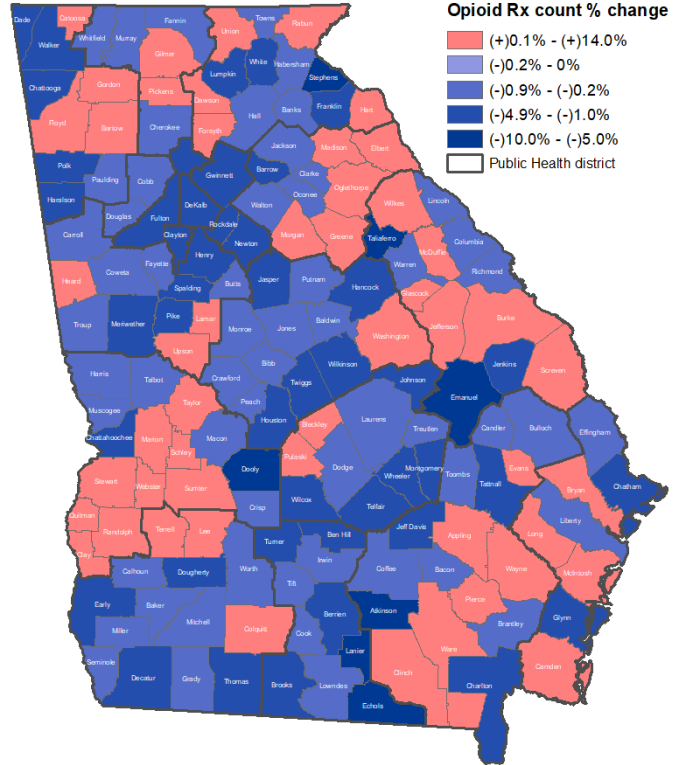 Opioid Rx count % change
(+)0.1% - (+)14.0%
(-)0.2% - 0%
(-)0.9% - (-)0.2%
(-)4.9% - (-)1.0%
(-)10.0% - (-)5.0%
Public Health district
Dade
Catoosa
Fannin
Towns
Rabun
Walker
Whitfield
Murray
Union
Gilmer
White
Habersham
Lumpkin
Stephens
Chattooga
Gordon
Pickens
Dawson
Hall
Banks
Franklin
Hart
Floyd
Bartow
Cherokee
Forsyth
Jackson
Madison
Elbert
Polk
Paulding
Cobb
Gwinnett
Barrow
Clarke
Oglethorpe
Oconee
Haralson
Fulton
DeKalb
Walton
Wilkes
Lincoln
Douglas
Rockdale
Carroll
Clayton
Newton
Morgan
Greene
Taliaferro
Columbia
McDuffie
Fayette
Henry
Warren
Richmond
Heard
Coweta
Spalding
Butts
Jasper
Putnam
Hancock
Glascock
Troup
Meriwether
Pike
Lamar
Monroe
Jones
Baldwin
Washington
Jefferson
Burke
Upson
Harris
Talbot
Crawford
Bibb
Wilkinson
Twiggs
Jenkins
Screven
Johnson
Emanuel
Muscogee
Taylor
Peach
Houston
Laurens
Chattahoochee
Marion
Macon
Bleckley
Treutlen
Candler
Bulloch
Effingham
Schley
Pulaski
Dodge
Dooly
Montgomery
Wheeler
Toombs
Evans
Tattnall
Stewart
Webster
Sumter
Chatham
Bryan
Crisp
Wilcox
Telfair
Quitman
Randolph
Terrell
Lee
Jeff Davis
Appling
Liberty
Long
Turner
Ben Hill
Clay
Calhoun
Dougherty
Worth
Irwin
Coffee
Bacon
Wayne
McIntosh
Tift
Early
Baker
Mitchell
Berrien
Atkinson
Pierce
Miller
Colquitt
Cook
Brantley
Glynn
Ware
Lanier
Seminole
Decatur
Grady
Thomas
Brooks
Lowndes
Clinch
Charlton
Camden
Echols